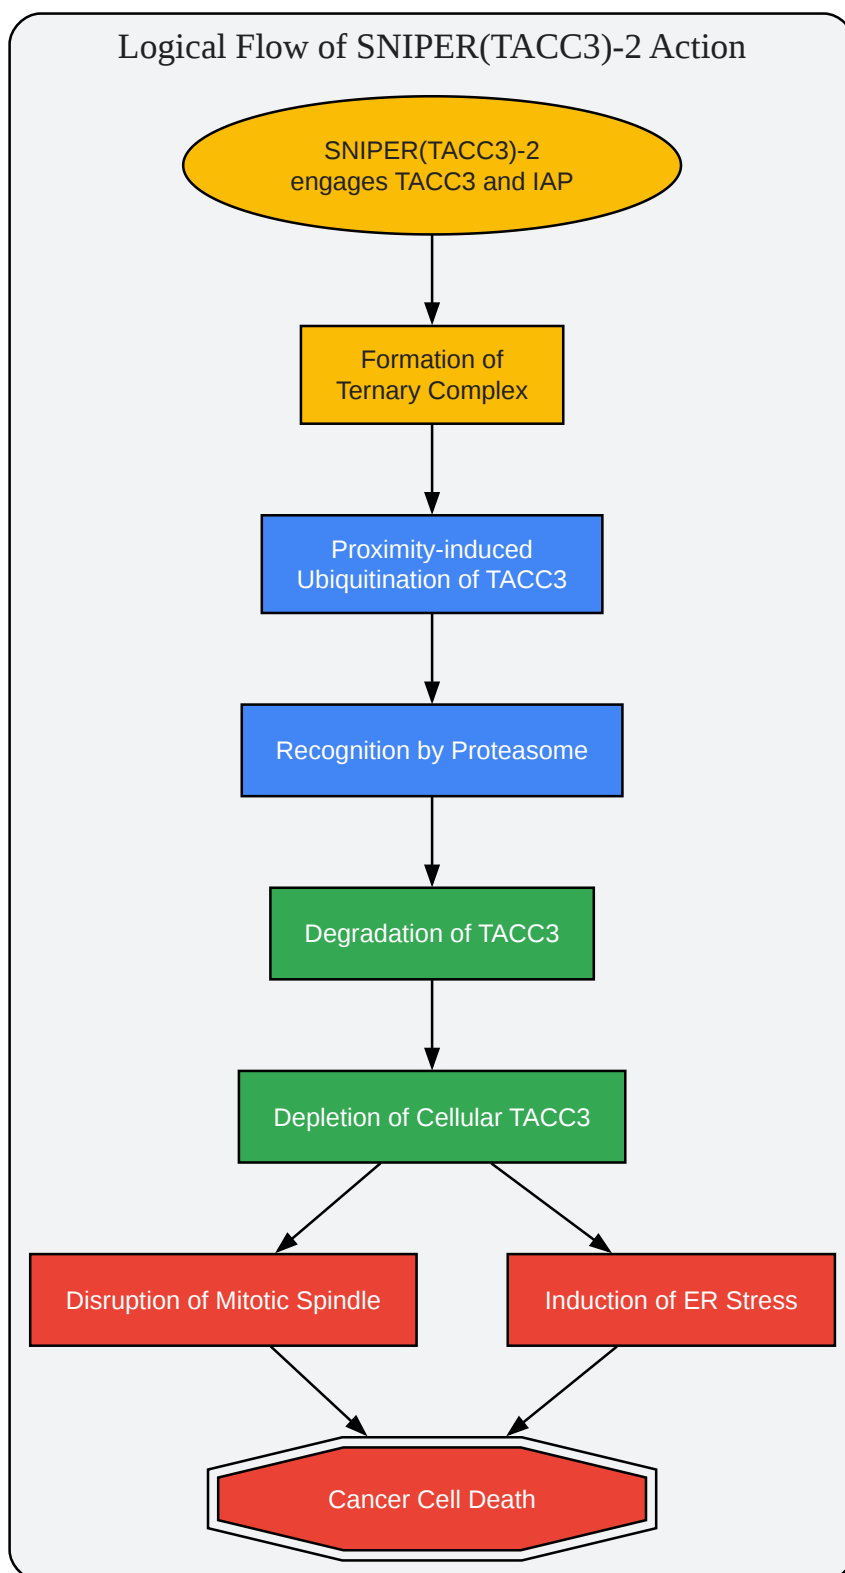 Logical Flow of SNIPER(TACC3)-2 Action
SNIPER(TACC3)-2
engages TACC3 and IAP
Formation of
Ternary Complex
Proximity-induced
Ubiquitination of TACC3
Recognition by Proteasome
Degradation of TACC3
Depletion of Cellular TACC3
Disruption of Mitotic Spindle
Induction of ER Stress
Cancer Cell Death